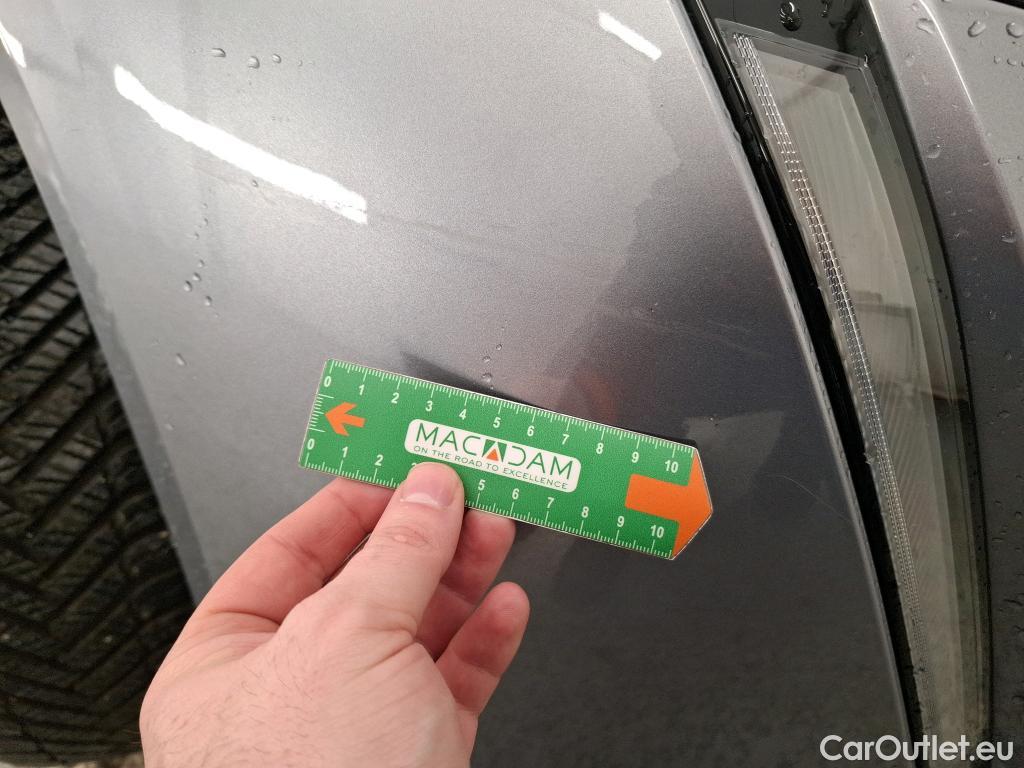 0 1 2 3 4 5 6 7 8 9 10
MACADAM
ON THE ROAD TO EXCELLENCE
0 1 2 3 5 6 7 8 9 10
CarOutlet.eu